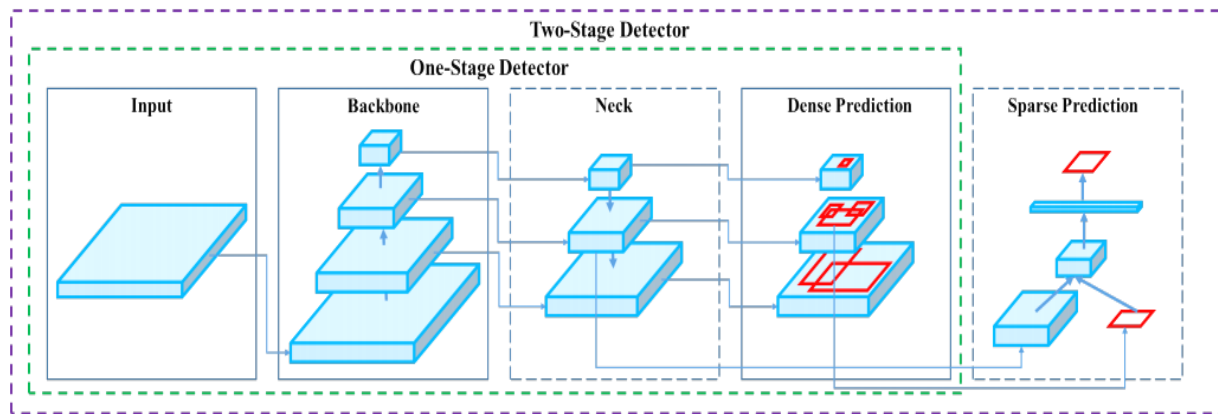 Two-Stage Detector
One-Stage Detector
Input
Backbone
Neck
Dense Prediction
Sparse Prediction